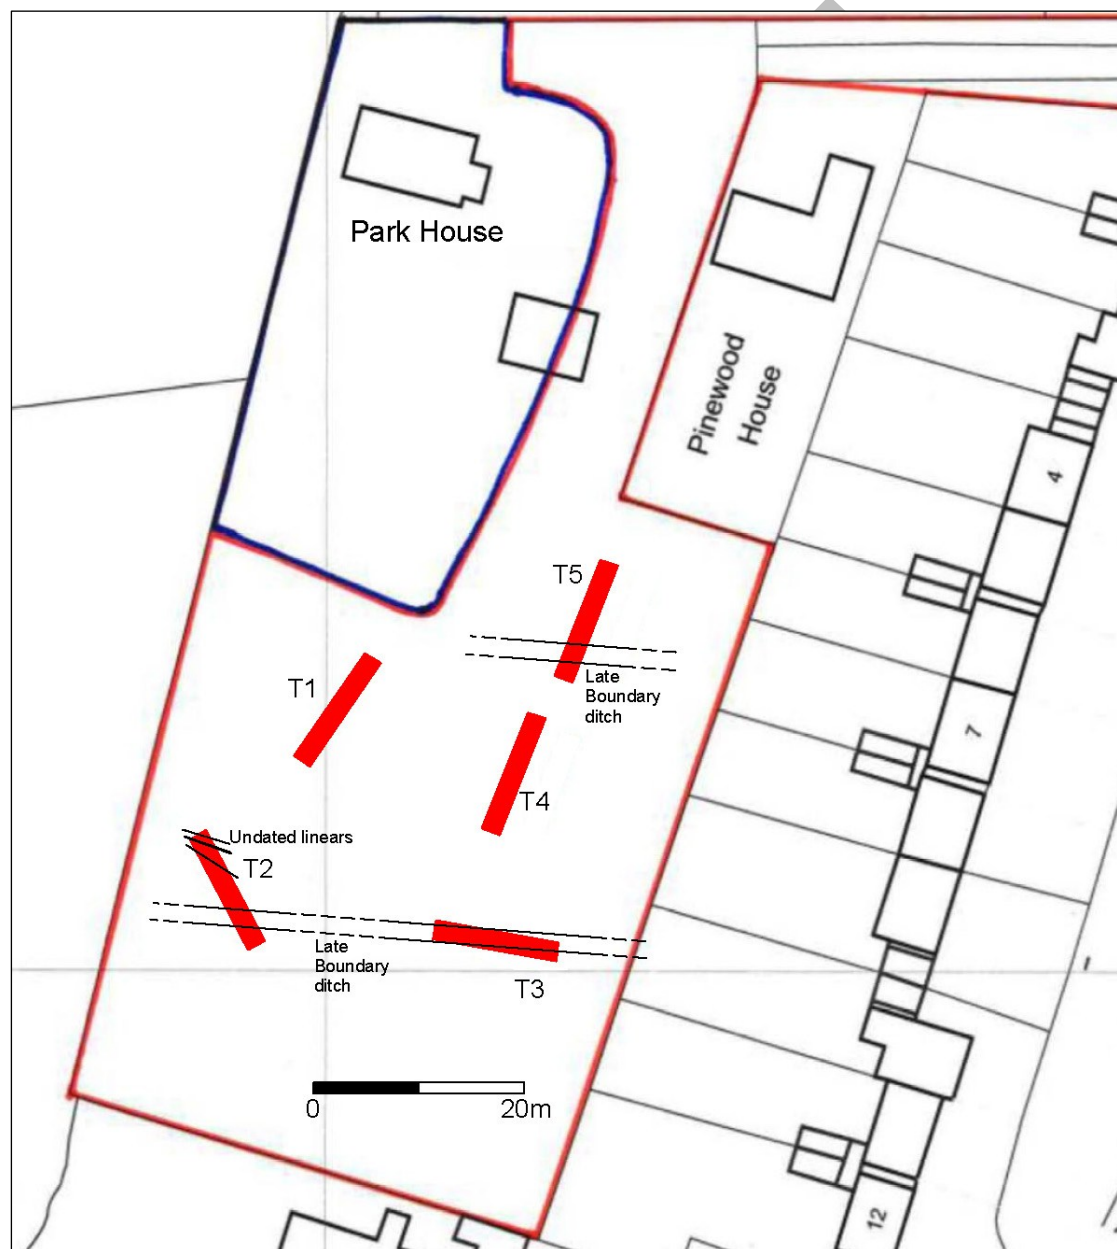 Park House
Pinewood
House
4
T5
Late
Boundary
ditch
T1
7
T4
Undated linears
T2
Late
Boundary
ditch
T3
0
20m
12